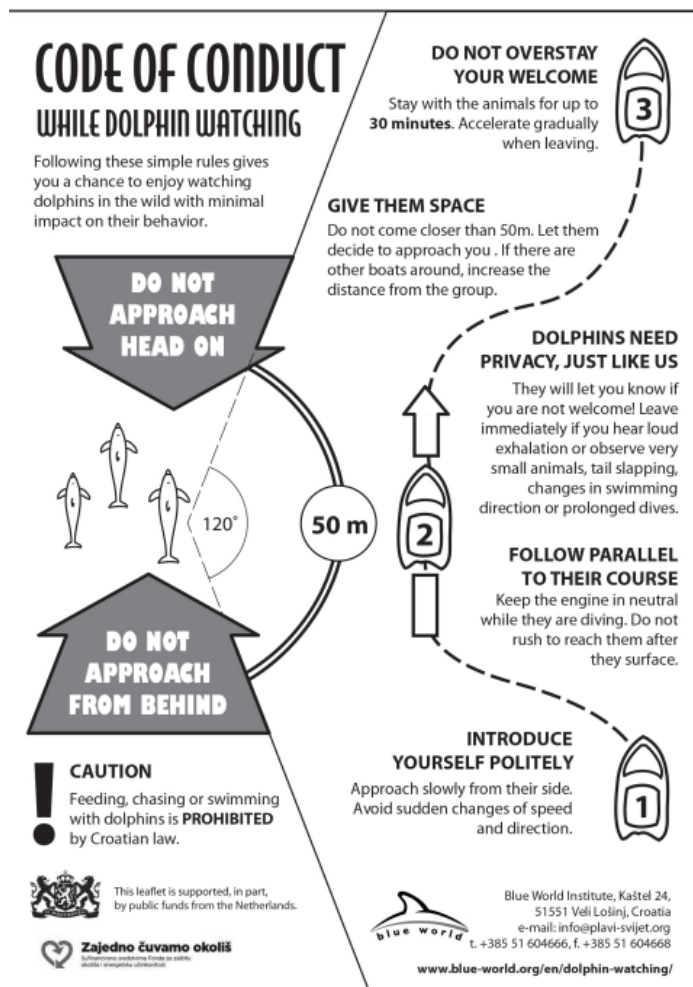 CODE OF CONDUCT
WHILE DOLPHIN WATCHING
Following these simple rules gives
you a chance to enjoy watching
dolphins in the wild with minimal
impact on their behavior.
DO NOT
APPROACH
HEAD ON
120°
50 m
DO NOT
APPROACH
FROM BEHIND
CAUTION
Feeding, chasing or swimming
with dolphins is PROHIBITED
by Croatian law.
This leaflet is supported, in part,
by public funds from the Netherlands.
Zajedno čuvamo okoliš
Sufinancirano sredstvima Fonda za zaštitu
okoliša i energetsku učinkovitost
DO NOT OVERSTAY
YOUR WELCOME
Stay with the animals for up to
30 minutes. Accelerate gradually
when leaving.
3
GIVE THEM SPACE
Do not come closer than 50m. Let them
decide to approach you . If there are
other boats around, increase the
distance from the group.
DOLPHINS NEED
PRIVACY, JUST LIKE US
They will let you know if
you are not welcome! Leave
immediately if you hear loud
exhalation or observe very
small animals, tail slapping,
changes in swimming
direction or prolonged dives.
2
FOLLOW PARALLEL
TO THEIR COURSE
Keep the engine in neutral
while they are diving. Do not
rush to reach them after
they surface.
INTRODUCE
YOURSELF POLITELY
Approach slowly from their side.
Avoid sudden changes of speed
and direction.
1
blue world
Blue World Institute, Kaštel 24,
51551 Veli Lošinj, Croatia
e-mail: info@plavi-svijet.org
t. +385 51 604666, f. +385 51 604668
www.blue-world.org/en/dolphin-watching/